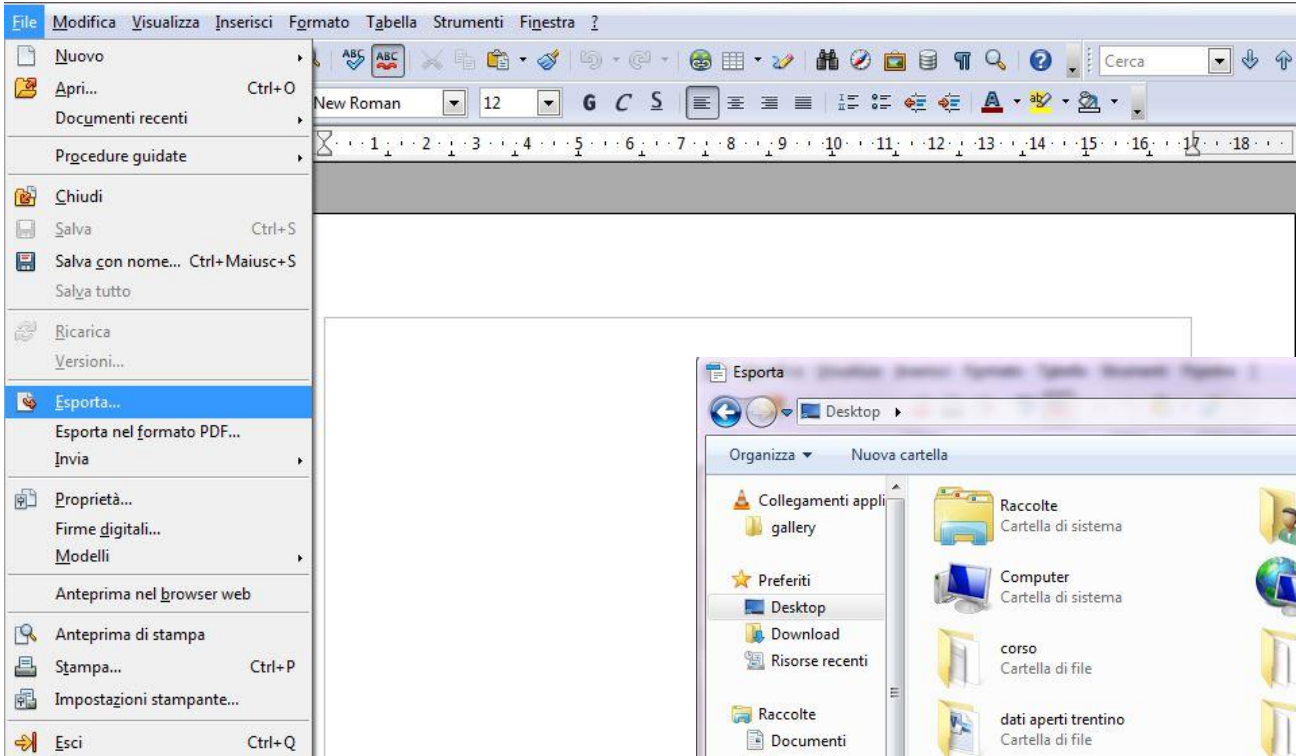 File Modifica Visualizza Inserisci Formato Tabella Strumenti Finestra ?
Nuovo
Apri... Ctrl+O
Documenti recenti
Procedure guidate
Chiudi
Salva Ctrl+S
Salva con nome... Ctrl+Maiusc+S
Salva tutto
Ricarica
Versioni...
Esporta...
Esporta nel formato PDF...
Invia
Proprietà...
Firme digitali...
Modelli
Anteprima nel browser web
Anteprima di stampa
Stampa... Ctrl+P
Impostazioni stampante...
Esci Ctrl+Q
ABC ABC Cerca
New Roman 12 G C S A ab
1 2 3 4 5 6 7 8 9 10 11 12 13 14 15 16 17 18
Esporta
Desktop
Organizza Nuova cartella
Collegamenti appli
gallery
Preferiti
Desktop
Download
Risorse recenti
Raccolte
Documenti
Raccolte
Cartella di sistema
Computer
Cartella di sistema
corso
Cartella di file
dati aperti trentino
Cartella di file